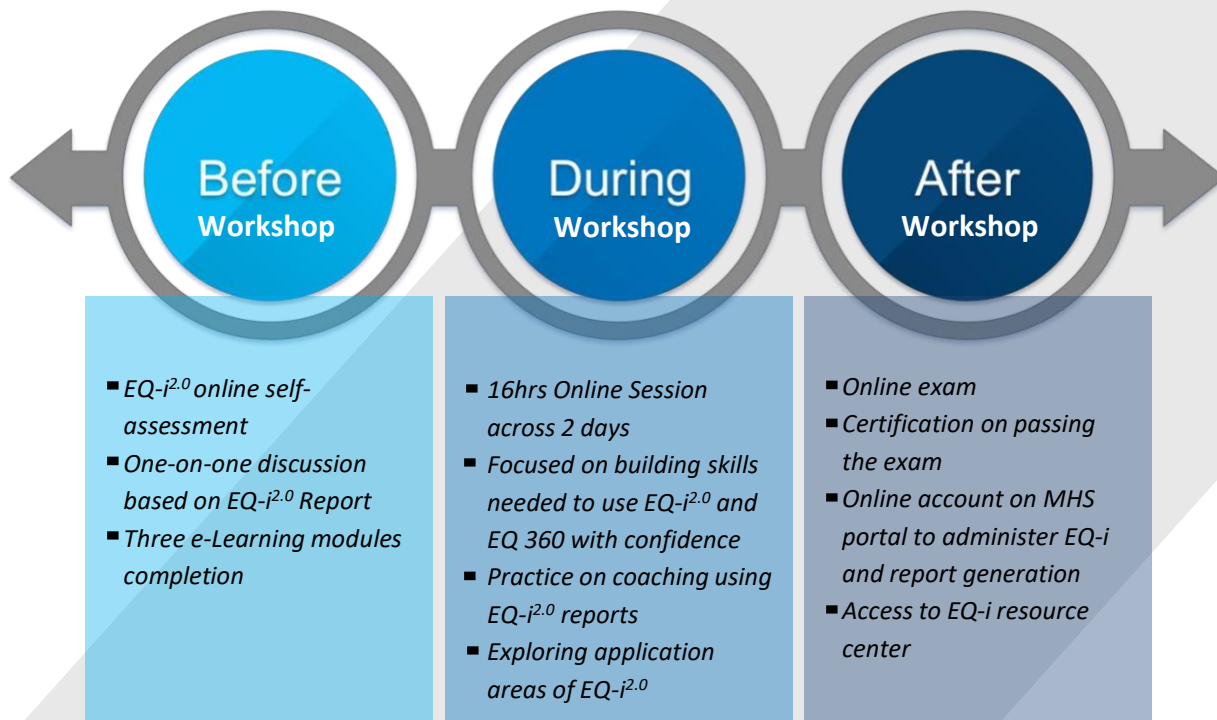 Before
Workshop
During
Workshop
After
Workshop
▪ EQ-i2.0 online self-
assessment
▪ One-on-one discussion
based on EQ-i2.0 Report
▪ Three e-Learning modules
completion
▪ 16hrs Online Session
across 2 days
▪ Focused on building skills
needed to use EQ-i2.0 and
EQ 360 with confidence
▪ Practice on coaching using
EQ-i2.0 reports
▪ Exploring application
areas of EQ-i2.0
▪ Online exam
▪ Certification on passing
the exam
▪ Online account on MHS
portal to administer EQ-i
and report generation
▪ Access to EQ-i resource
center